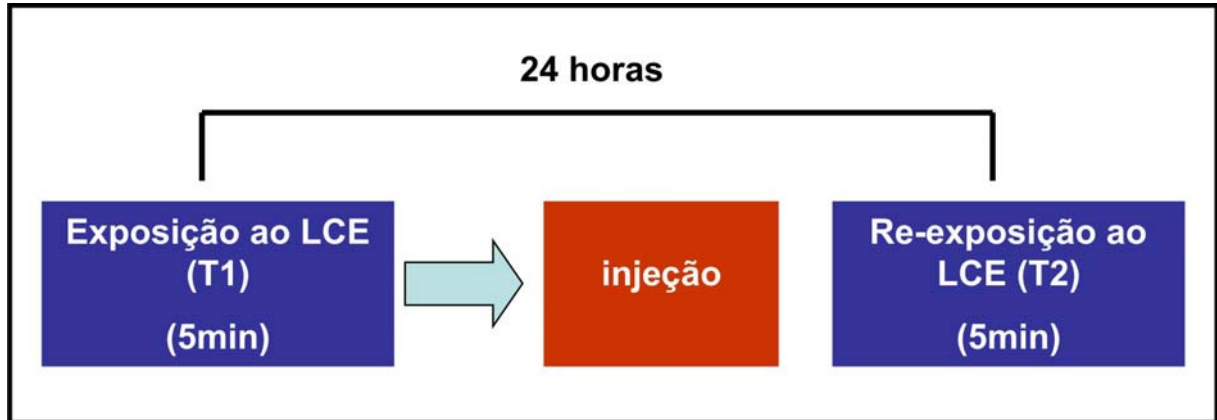 24 horas
Exposição ao LCE
(T1)
(5min)
injeção
Re-exposição ao
LCE (T2)
(5min)